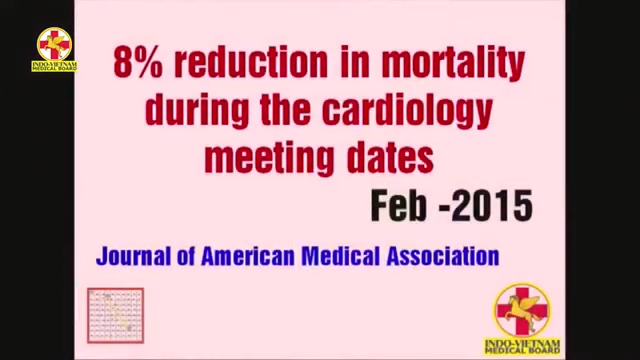 INDO-VIETNAM
MEDICAL BOARD
8% reduction in mortality
during the cardiology
meeting dates
Feb -2015
Journal of American Medical Association
INDO-VIETNAM
MEDICAL BOARD